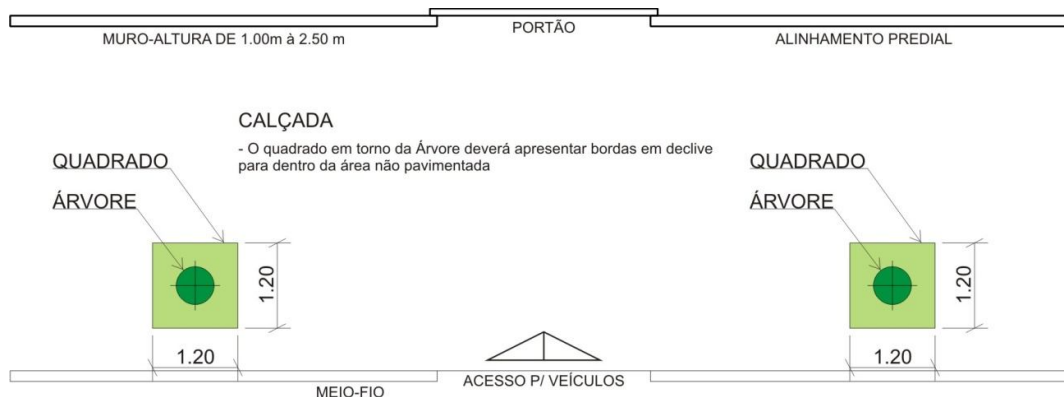 PORTÃO
MURO-ALTURA DE 1.00m à 2.50 m
ALINHAMENTO PREDIAL
CALÇADA
- O quadrado em torno da Árvore deverá apresentar bordas em declive
para dentro da área não pavimentada
QUADRADO
ÁRVORE
1.20
1.20
QUADRADO
ÁRVORE
1.20
1.20
ACESSO P/ VEÍCULOS
MEIO-FIO